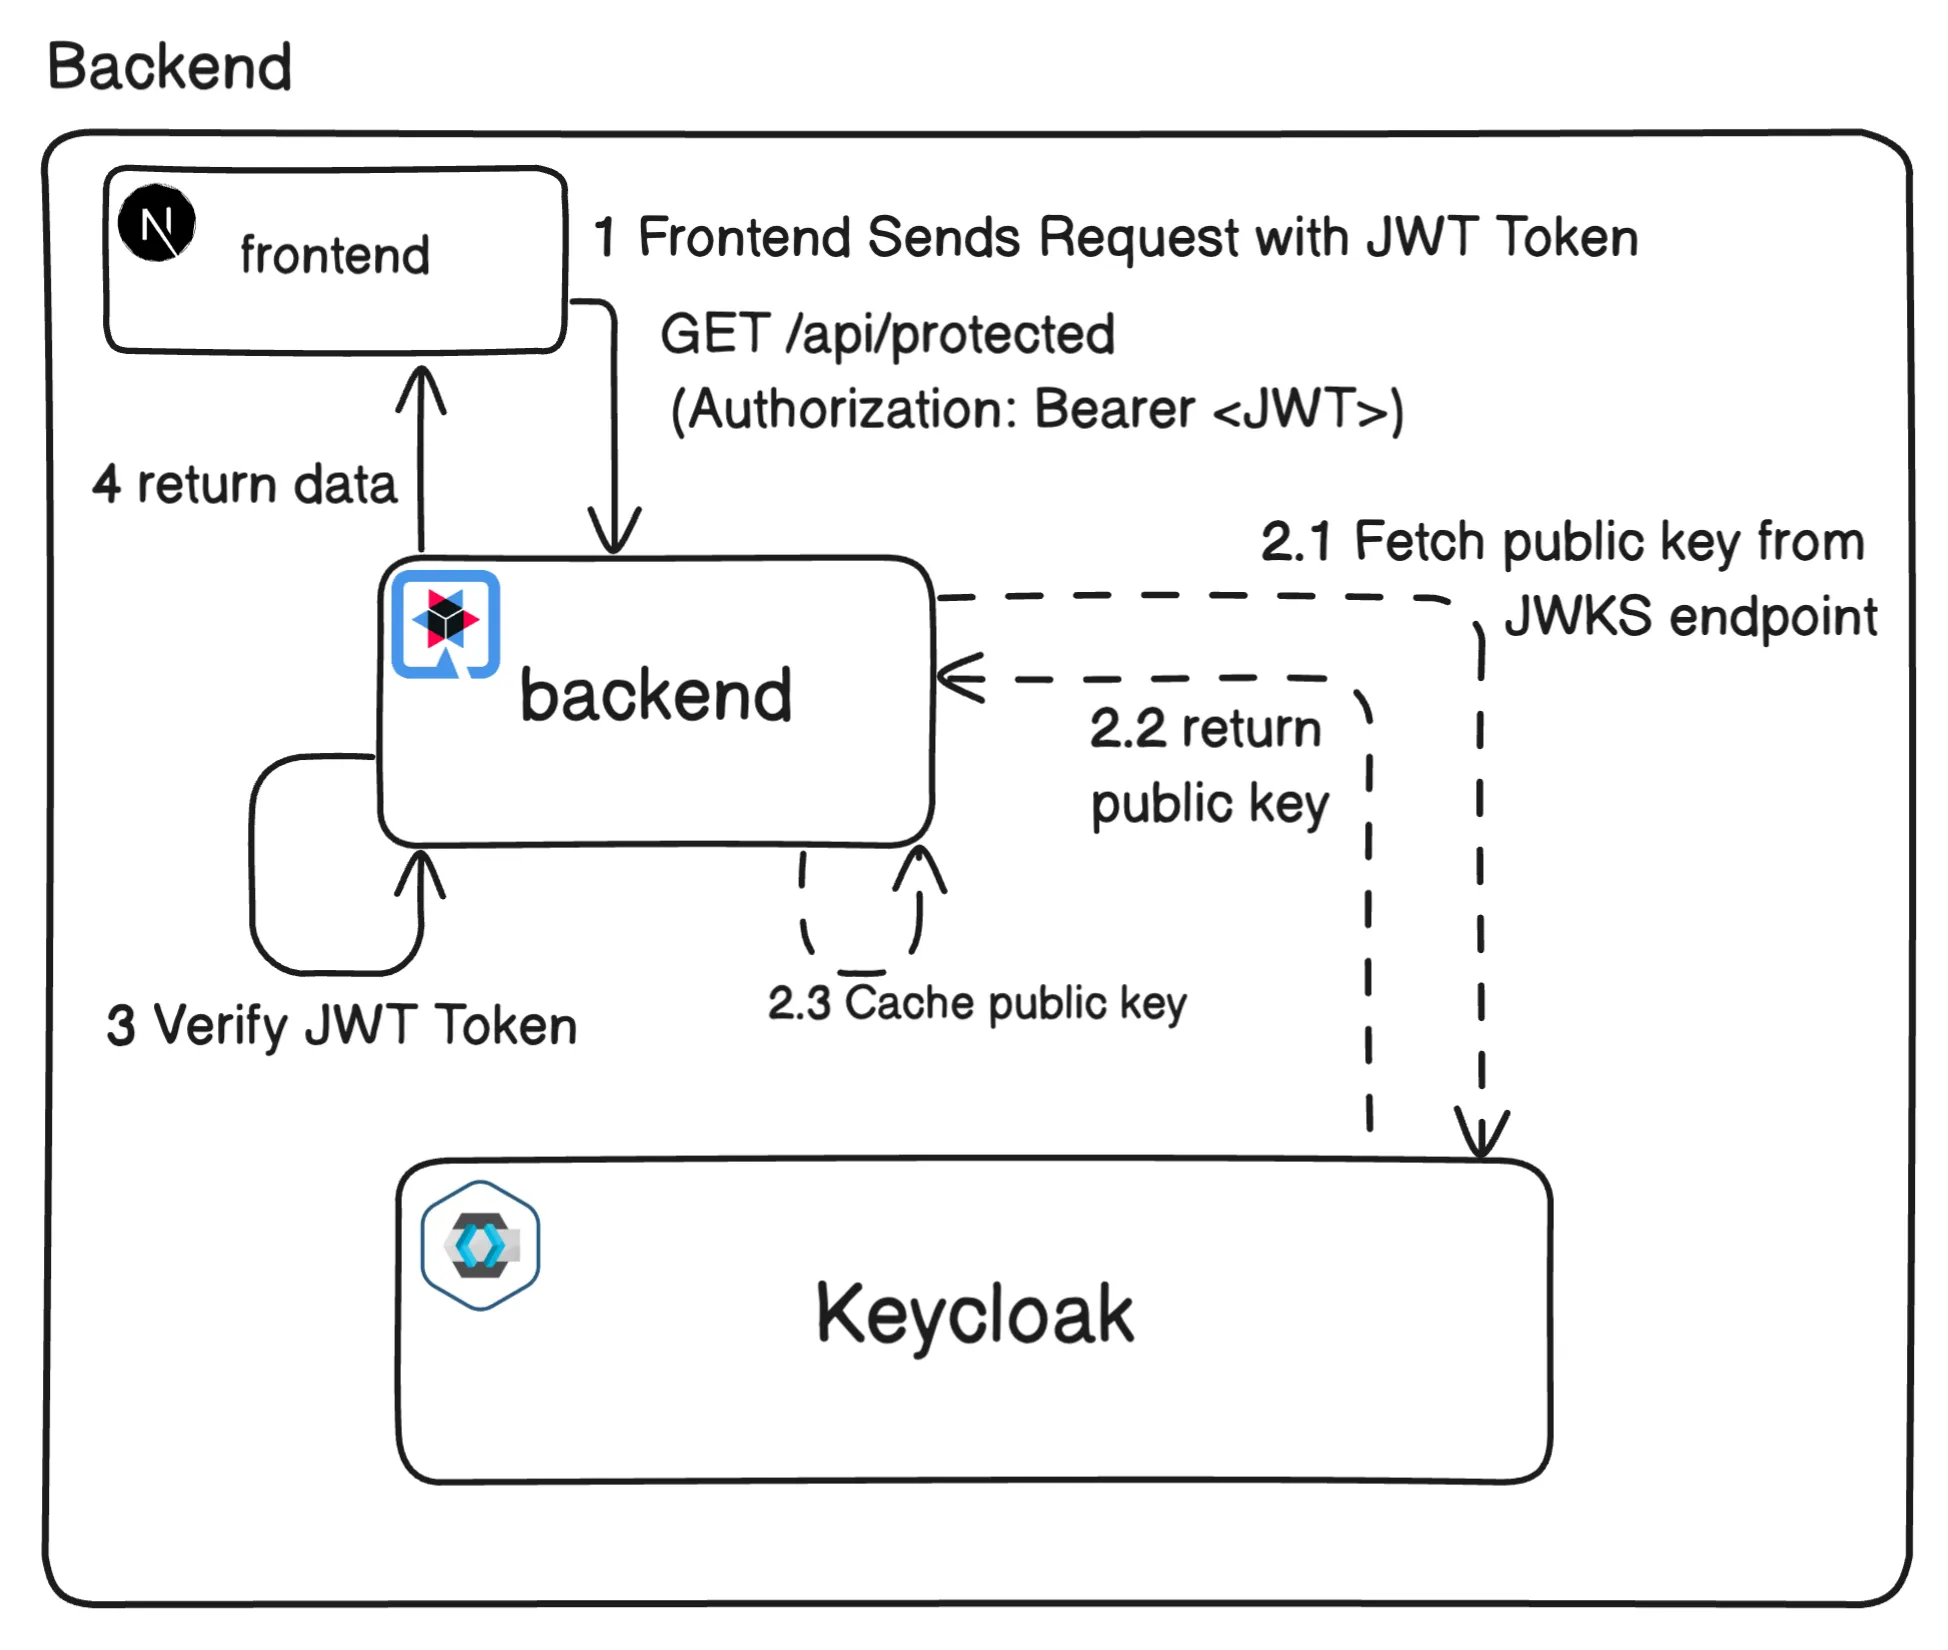 Backend
N
frontend
1 Frontend Sends Request with JWT Token
GET /api/protected
(Authorization: Bearer <JWT>)
4 return data
2.1 Fetch public key from
JWKS endpoint
backend
2.2 return
public key
2.3 Cache public key
3 Verify JWT Token
Keycloak